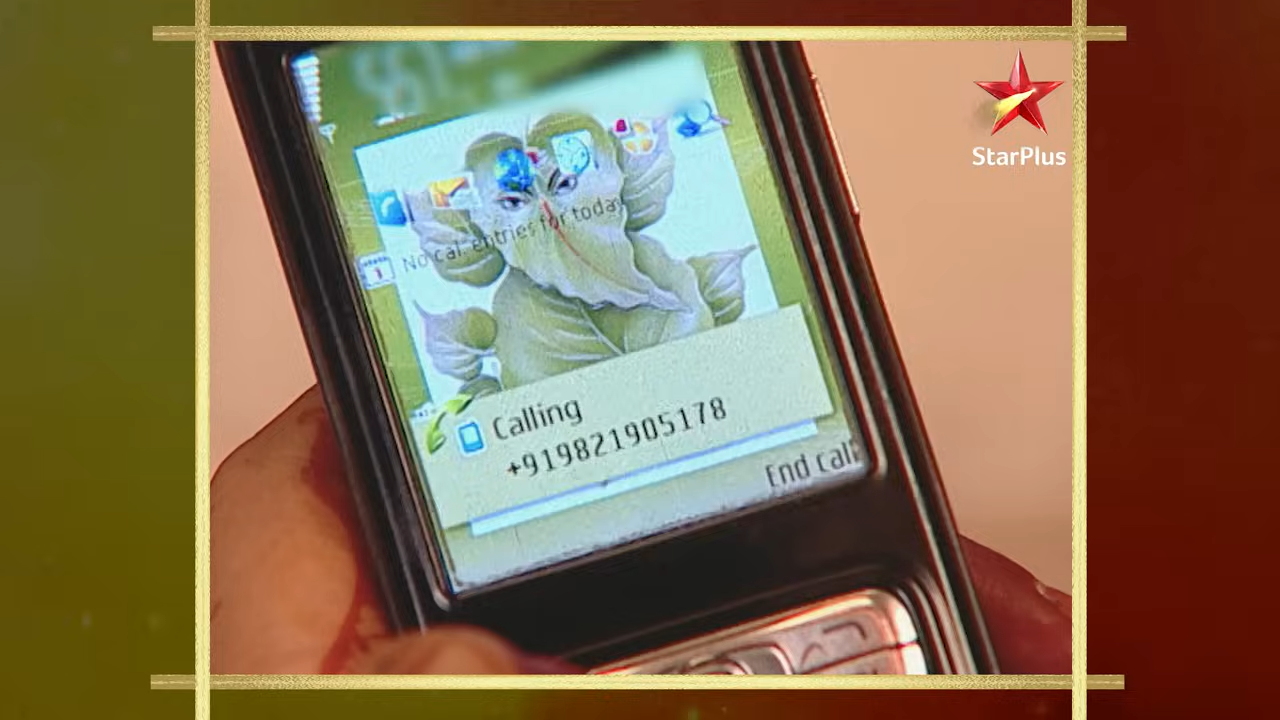 StarPlus
No cal. entries for today
Calling
+919821905178
End call